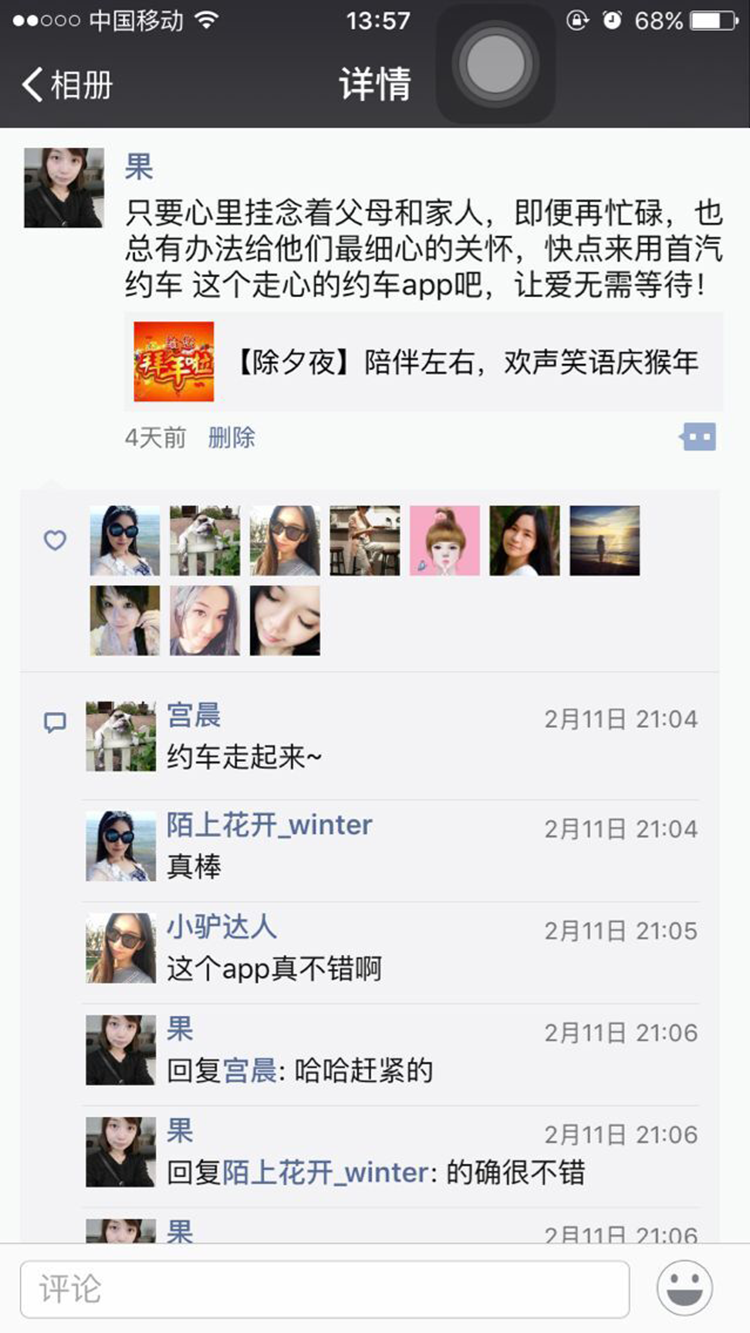 中国移动 13:57 68%
相册 详情
果
只要心里挂念着父母和家人，即便再忙碌，也
总有办法给他们最细心的关怀，快点来用首汽
约车 这个走心的约车app吧，让爱无需等待！
拜年啦
【除夕夜】陪伴左右，欢声笑语庆猴年
4天前 删除
宫晨 2月11日 21:04
约车走起来~
陌上花开_winter 2月11日 21:04
真棒
小驴达人 2月11日 21:05
这个app真不错啊
果 2月11日 21:06
回复宫晨: 哈哈赶紧的
果 2月11日 21:06
回复陌上花开_winter: 的确很不错
果 2月11日 21:06
评论